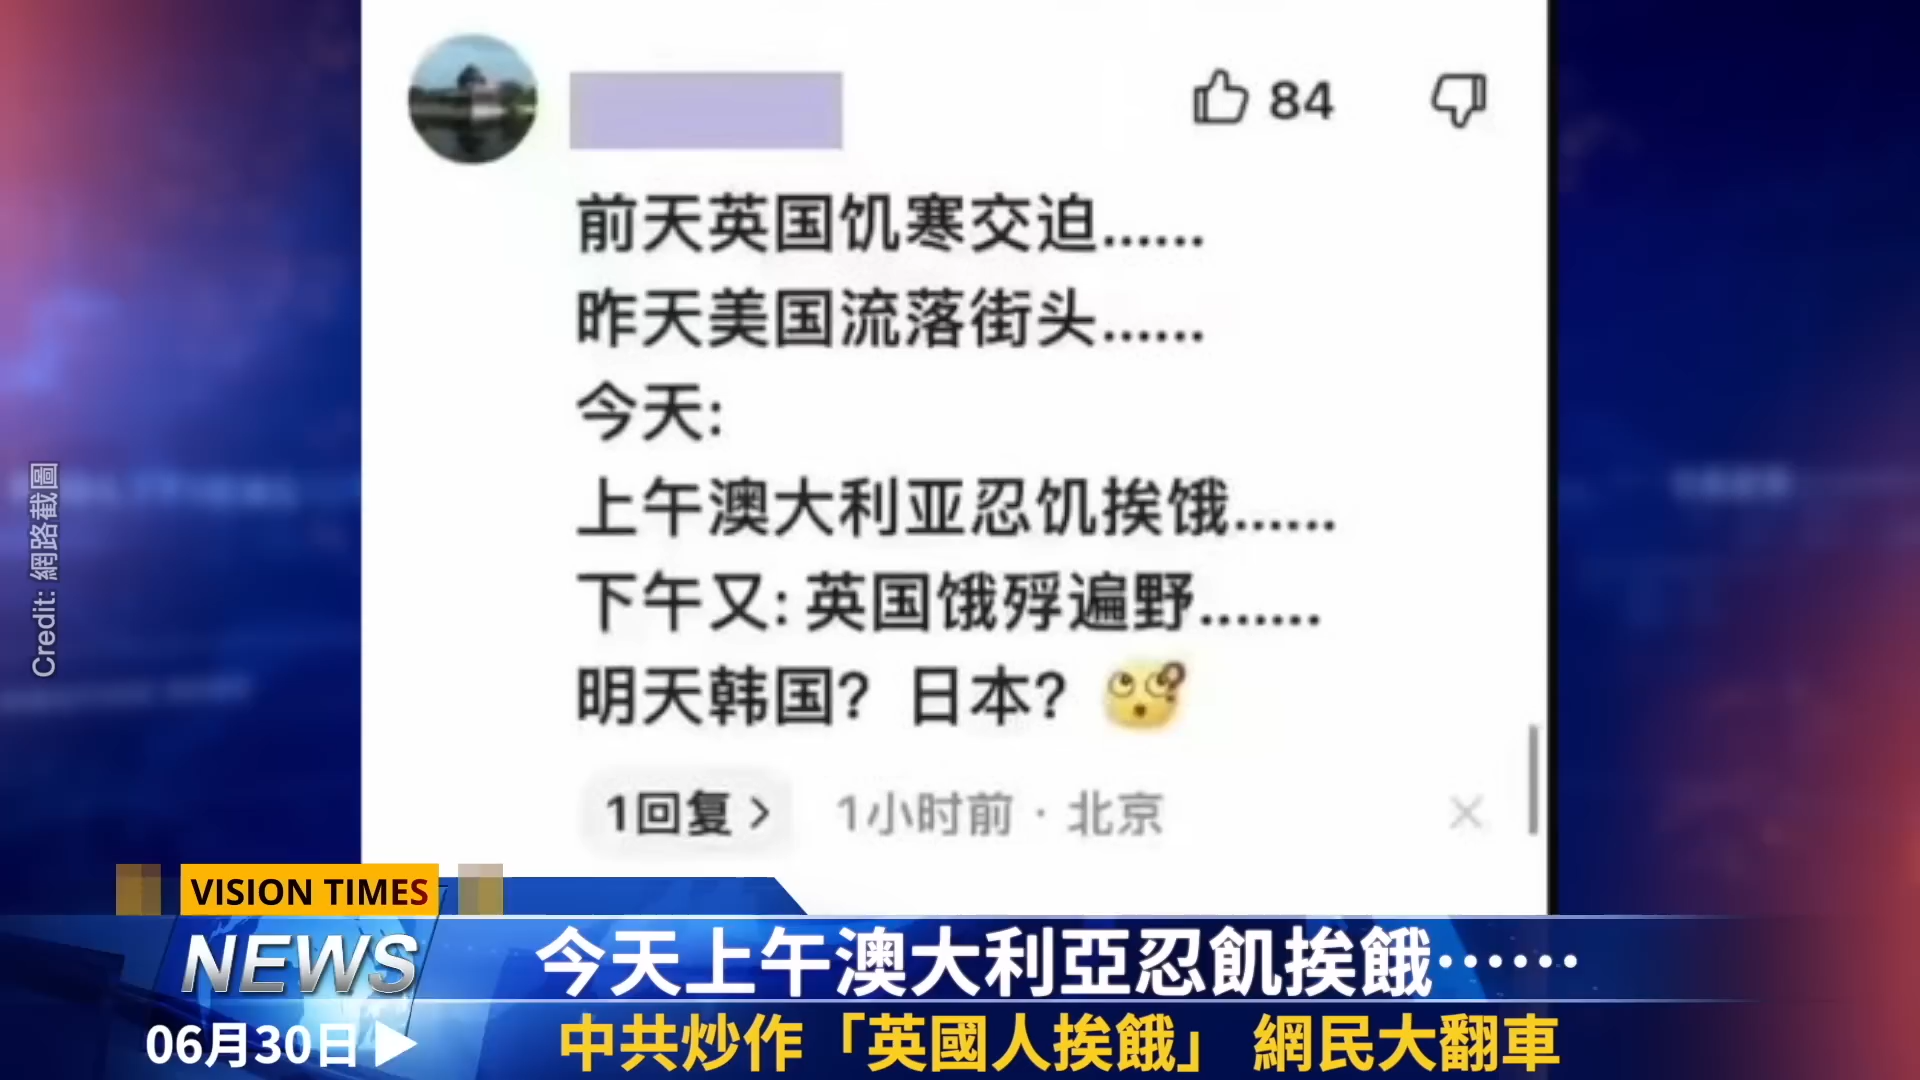 84
前天英国饥寒交迫......
昨天美国流落街头......
今天:
上午澳大利亚忍饥挨饿......
下午又: 英国饿殍遍野.......
明天韩国? 日本?
1回复 >
1小时前 · 北京
Credit: 網路截圖
VISION TIMES
NEWS
今天上午澳大利亞忍飢挨餓……
06月30日
中共炒作「英國人挨餓」 網民大翻車